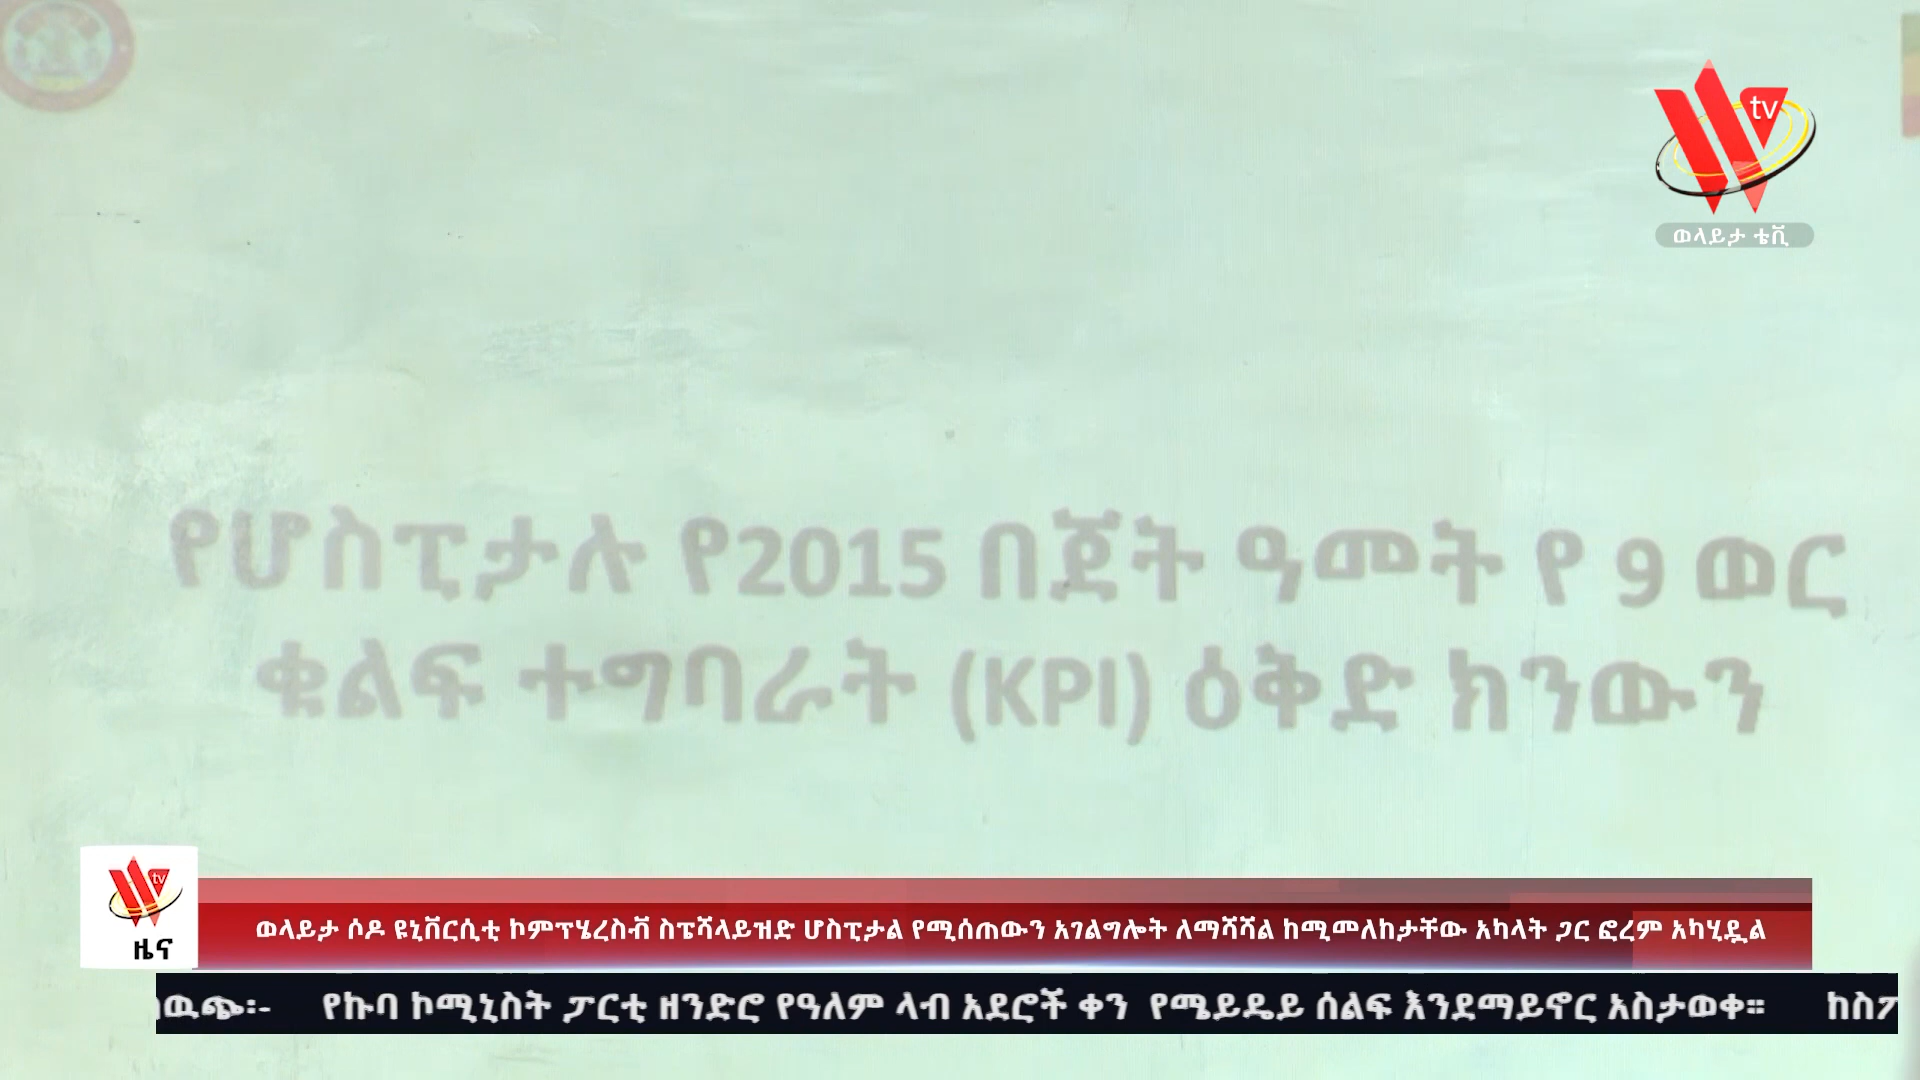 tv
ወላይታ ቴቪ
የሆስፒታሉ የ2015 በጀት ዓመት የ 9 ወር
ቁልፍ ተግባራት (KPI) ዕቅድ ክንውን
tv
ዜና
ወላይታ ሶዶ ዩኒቨርሲቲ ኮምፕሄረስቭ ስፔሻላይዝድ ሆስፒታል የሚሰጠውን አገልግሎት ለማሻሻል ከሚመለከታቸው አካላት ጋር ፎረም አካሂዷል
የኩባ ኮሚኒስት ፓርቲ ዘንድሮ የዓለም ላብ አደሮች ቀን የሜይዴይ ሰልፍ እንደማይኖር አስታወቀ።